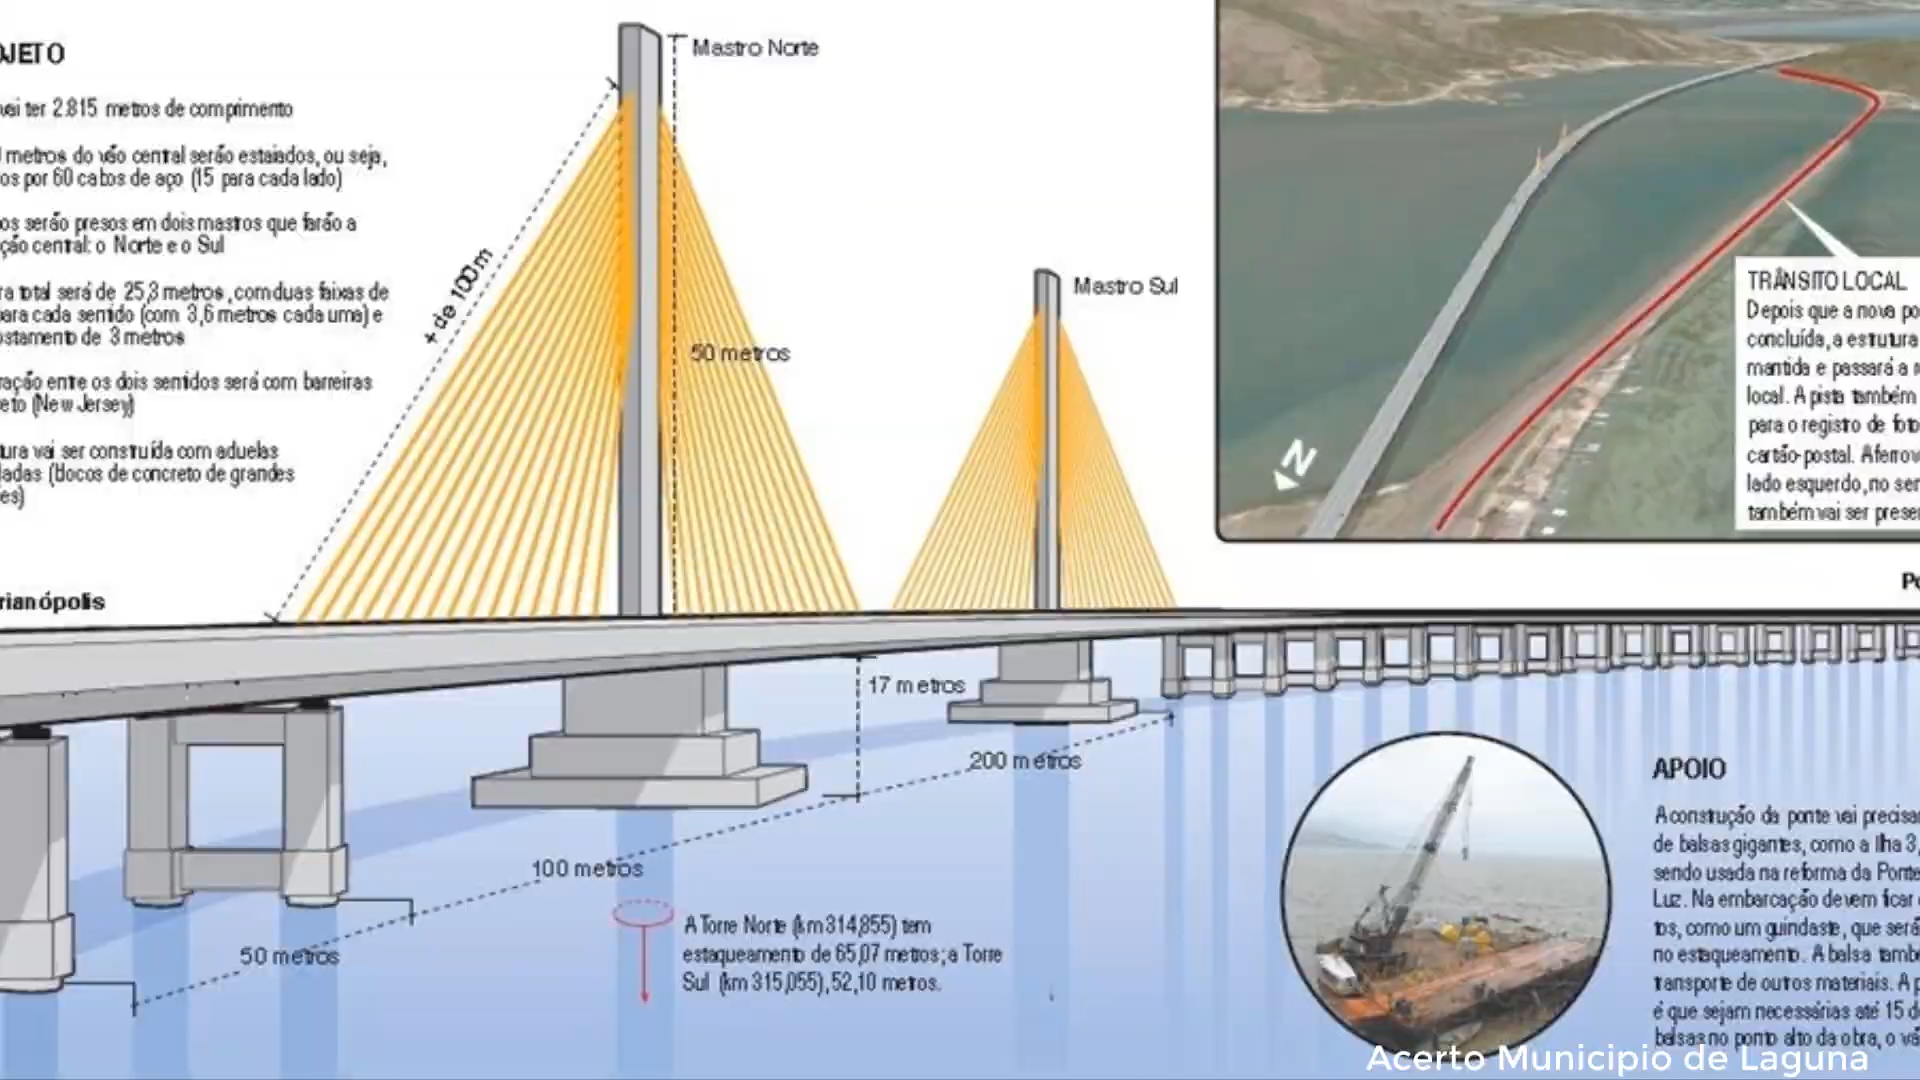 OJETO
vai ter 2.815 metros de comprimento
metros do vão central serão estaiados, ou seja,
os por 60 cabos de aço (15 para cada lado)
os serão presos em dois mastros que farão a
ção central: o Norte e o Sul
ra total será de 25,3 metros, com duas faixas de
para cada sentido (com 3,6 metros cada uma) e
ostamento de 3 metros
ração entre os dois sentidos será com barreiras
eto (New Jersey)
tura vai ser construída com aduelas
ladas (blocos de concreto de grandes
es)
rianópolis
+ de 100m
Mastro Norte
50 metros
Mastro Sul
17 metros
200 metros
100 metros
50 metros
A Torre Norte (km 314,855) tem
estaqueamento de 65,07 metros; a Torre
Sul (km 315,055), 52,10 metros.
N
TRÂNSITO LOCAL
Depois que a nova po
concluída, a estrutura
mantida e passará a r
local. A pista também
para o registro de foto
cartão-postal. A ferrov
lado esquerdo, no sen
também vai ser prese
Po
APOIO
A construção da ponte vai precisa
de balsas gigantes, como a Ilha 3,
sendo usada na reforma da Ponte
Luz. Na embarcação devem ficar
tos, como um guindaste, que será
no estaqueamento. A balsa també
transporte de outros materiais. A p
é que sejam necessárias até 15 d
balsas no ponto alto da obra, o vã
Acerto Municipio de Laguna